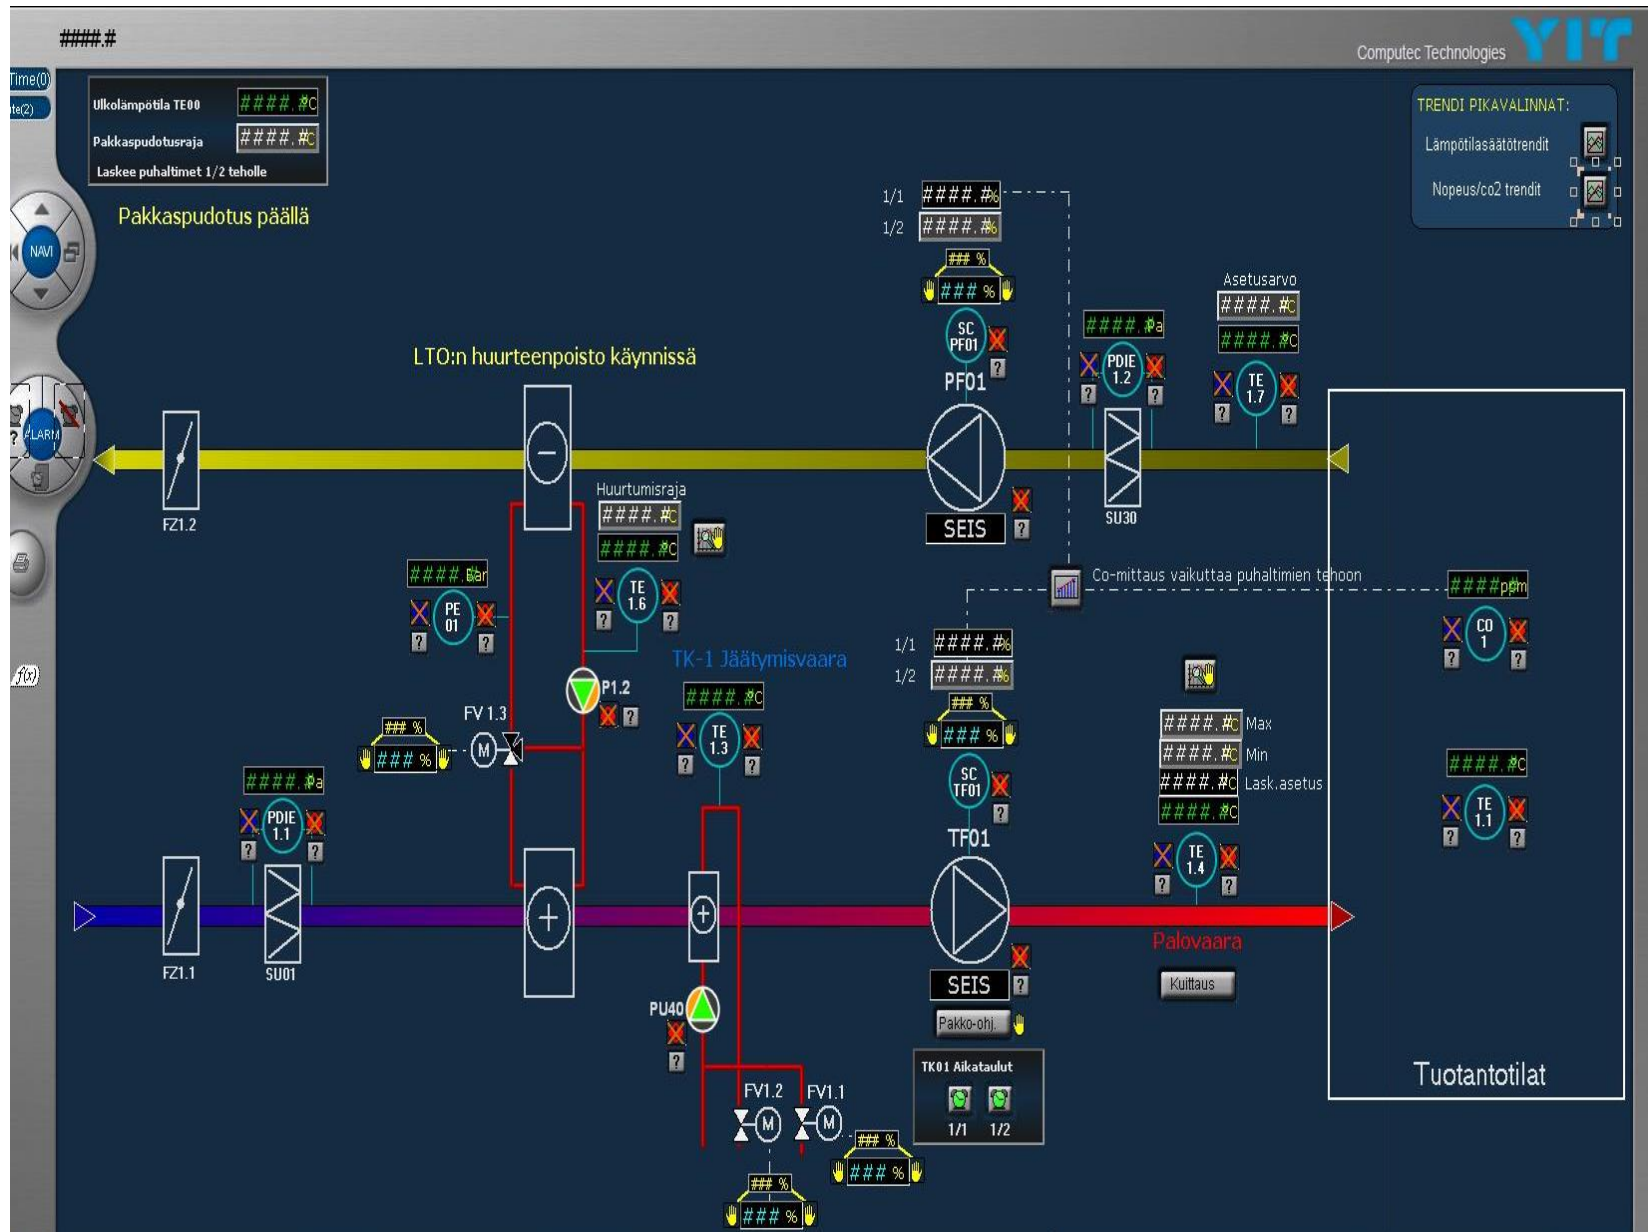 ####.#
Computec Technologies YIT
Time(0)
te(2)
Ulkolämpötila TE00 ####.#°C
Pakkaspudotusraja ####.#°C
Laskee puhaltimet 1/2 teholle
TRENDI PIKAVALINNAT:
Lämpötilasäätötrendit
Nopeus/co2 trendit
Pakkaspudotus päällä
NAVI
ALARM
?
f(x)
1/1 ####.#%
1/2 ####.#%
### %
### %
SC
PF01
?
PF01
SEIS
?
####.#Pa
PDIE
1.2
? ?
SU30
Asetusarvo
####.#°C
####.#°C
TE
1.7
? ?
LTO:n huurteenpoisto käynnissä
FZ1.2
Huurtumisraja
####.#°C
####.#°C
TE
1.6
? ?
####.#Bar
PE
01
? ?
P1.2
?
FV 1.3
M
### %
### %
TK-1 Jäätymisvaara
####.#°C
TE
1.3
? ?
Co-mittaus vaikuttaa puhaltimien tehoon
1/1 ####.#%
1/2 ####.#%
### %
### %
SC
TF01
?
TF01
SEIS
?
Pakko-ohj.
####.#°C Max
####.#°C Min
####.#°C Lask.asetus
####.#°C
TE
1.4
? ?
Palovaara
Kuittaus
####ppm
CO
1
? ?
####.#°C
TE
1.1
? ?
Tuotantotilat
####.#Pa
PDIE
1.1
? ?
FZ1.1
SU01
PU40
?
FV1.2
M
### %
### %
FV1.1
M
### %
### %
TK01 Aikataulut
1/1 1/2